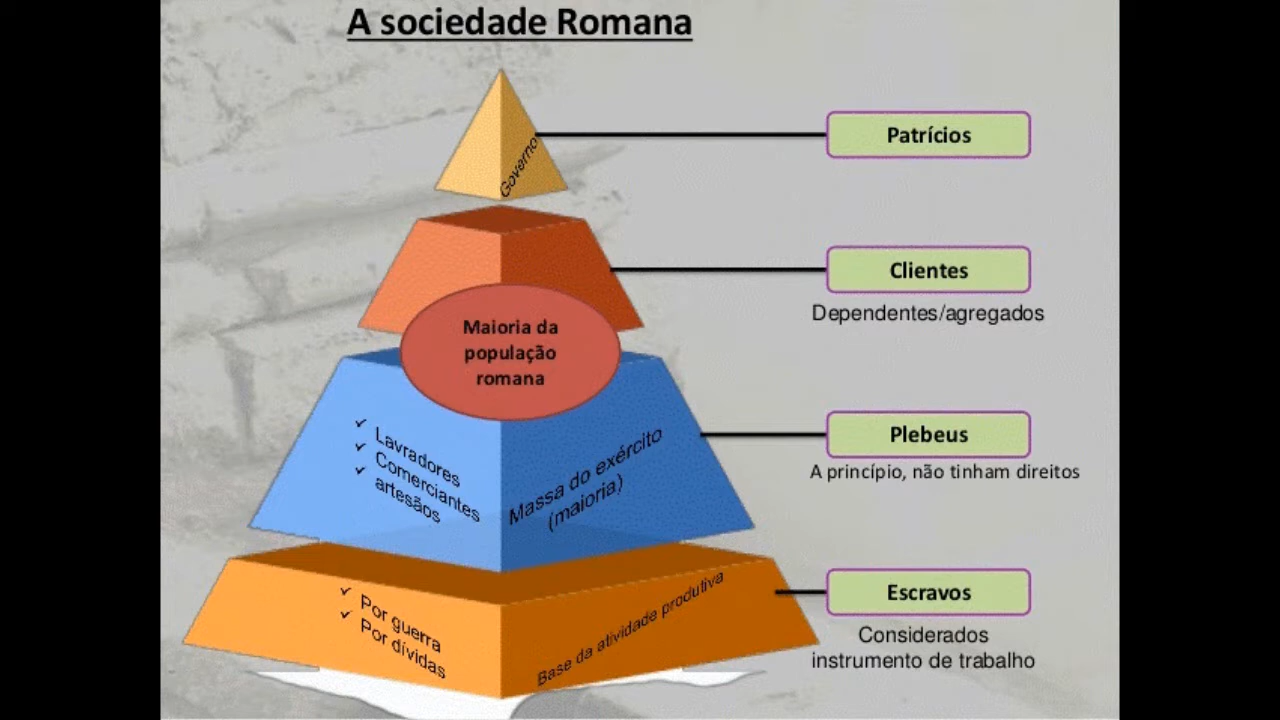 A sociedade Romana
Governo
Patrícios
Clientes
Dependentes/agregados
Maioria da
população
romana
✓ Lavradores
✓ Comerciantes
✓ artesãos
Massa do exército
(maioria)
Plebeus
A princípio, não tinham direitos
✓ Por guerra
✓ Por dívidas
Base da atividade produtiva
Escravos
Considerados
instrumento de trabalho